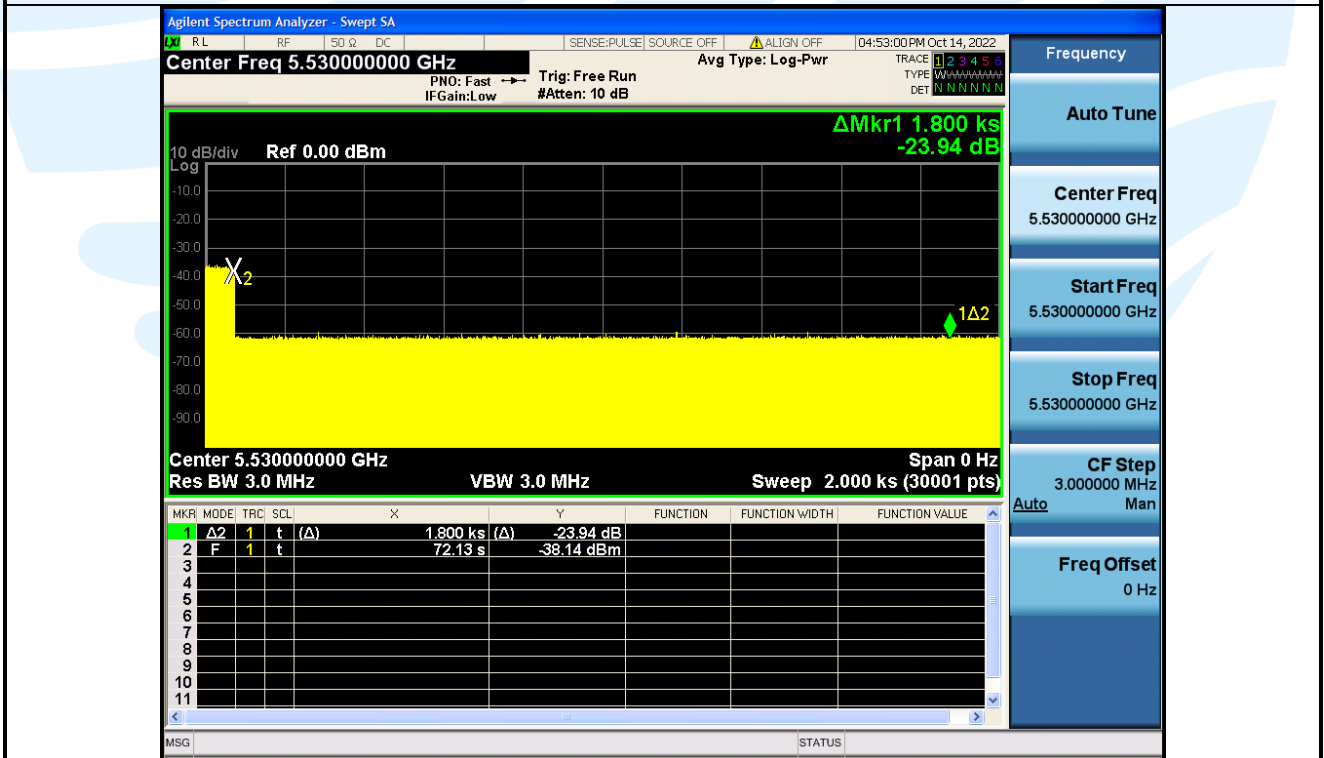 Agilent Spectrum Analyzer - Swept SA
LXI RL RF 50 Ω DC SENSE:PULSE SOURCE OFF ALIGN OFF 04:53:00 PM Oct 14, 2022
Center Freq 5.530000000 GHz
PNO: Fast
IFGain:Low
Trig: Free Run
#Atten: 10 dB
Avg Type: Log-Pwr
TRACE 1 2 3 4 5 6
TYPE
DET N N N N N N
ΔMkr1 1.800 ks
-23.94 dB
10 dB/div Ref 0.00 dBm
Log
-10.0
-20.0
-30.0
-40.0
-50.0
-60.0
-70.0
-80.0
-90.0
X2
1Δ2
Center 5.530000000 GHz Span 0 Hz
Res BW 3.0 MHz VBW 3.0 MHz Sweep 2.000 ks (30001 pts)
MKR MODE TRC SCL X Y FUNCTION FUNCTION WIDTH FUNCTION VALUE
1 Δ2 1 t (Δ) 1.800 ks (Δ) -23.94 dB
2 F 1 t 72.13 s -38.14 dBm
3
4
5
6
7
8
9
10
11
MSG STATUS
Frequency
Auto Tune
Center Freq
5.530000000 GHz
Start Freq
5.530000000 GHz
Stop Freq
5.530000000 GHz
CF Step
3.000000 MHz
Auto Man
Freq Offset
0 Hz